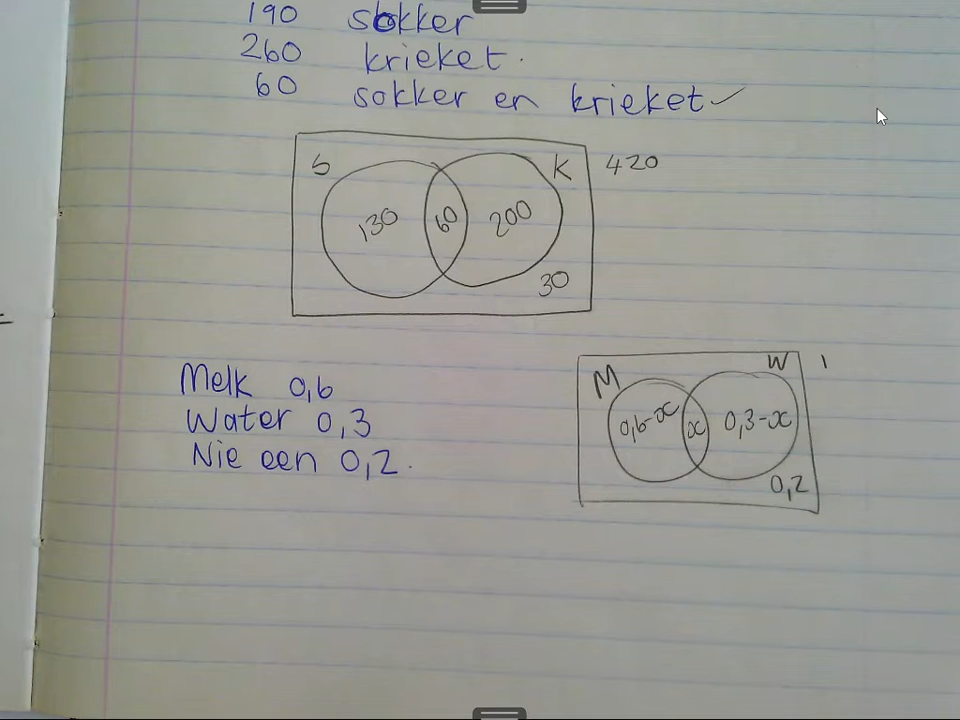 190 sokker
260 krieket.
60 sokker en krieket ✓
S K 420
130 60 200
30
Melk 0,6
Water 0,3
Nie een 0,2.
M W 1
0,6-x x 0,3-x
0,2